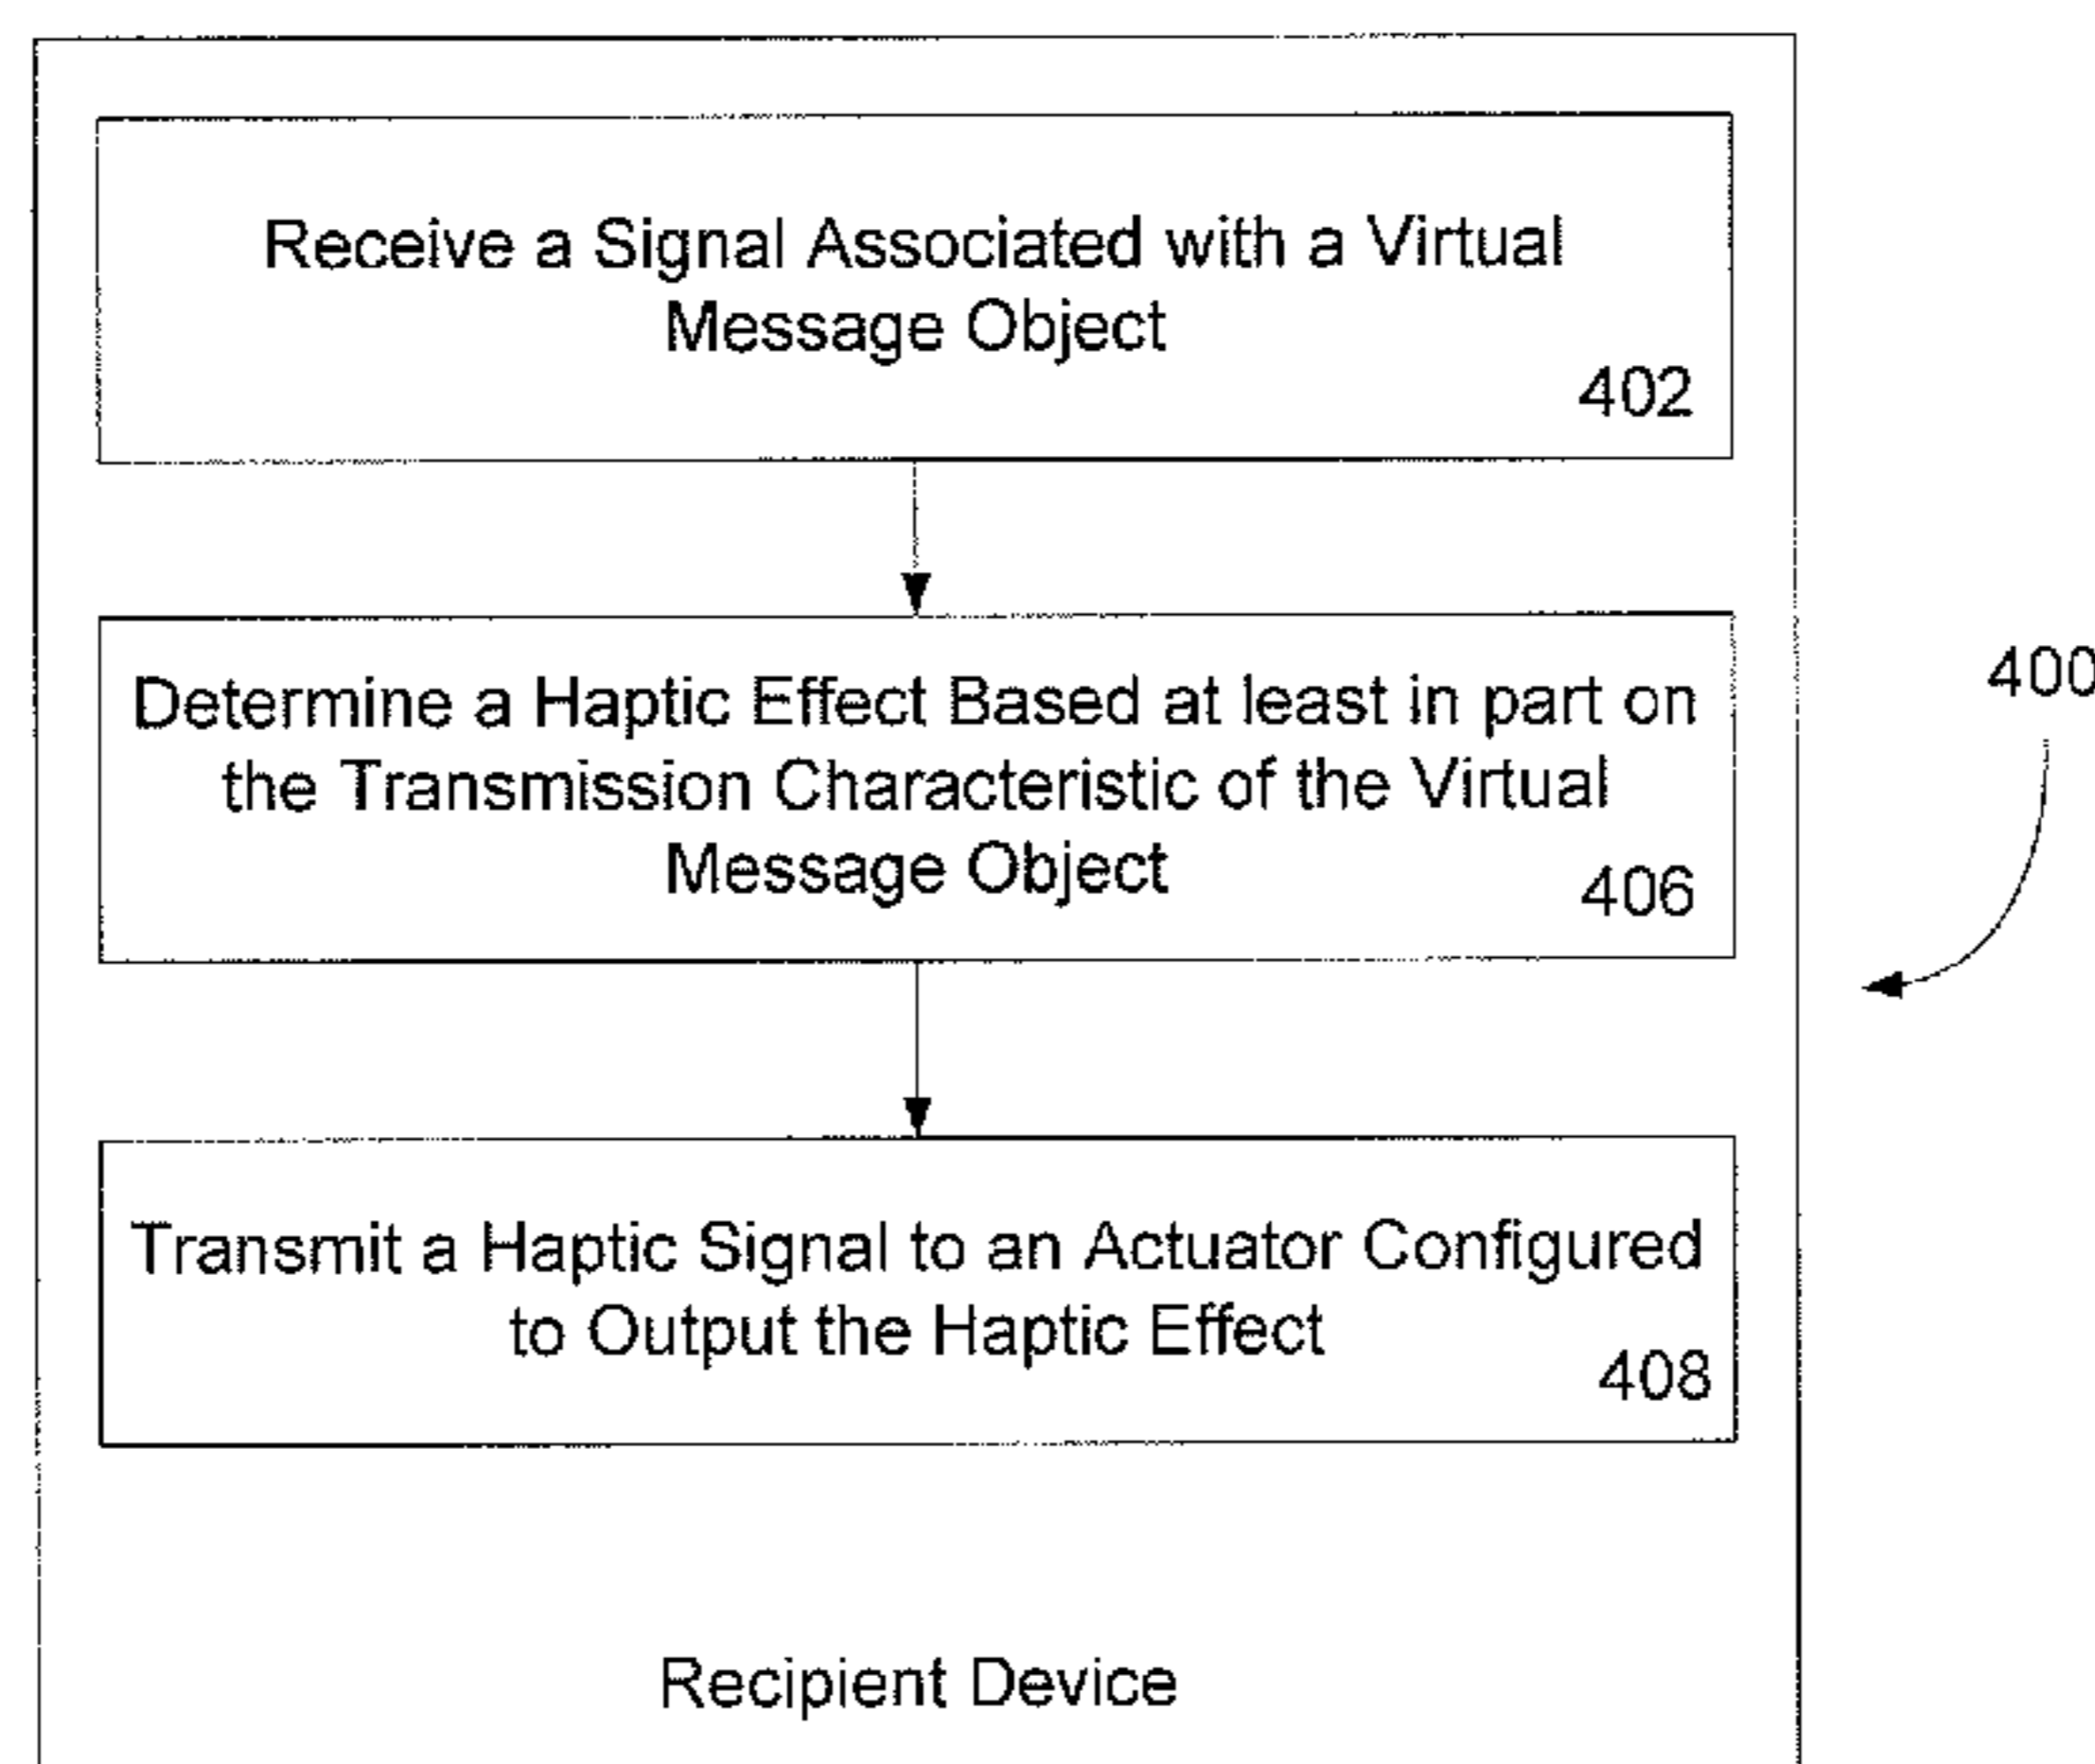 Receive a Signal Associated with a Virtual
Message Object
402
Determine a Haptic Effect Based at least in part on
the Transmission Characteristic of the Virtual
Message Object
406
400
Transmit a Haptic Signal to an Actuator Configured
to Output the Haptic Effect
408
Recipient Device